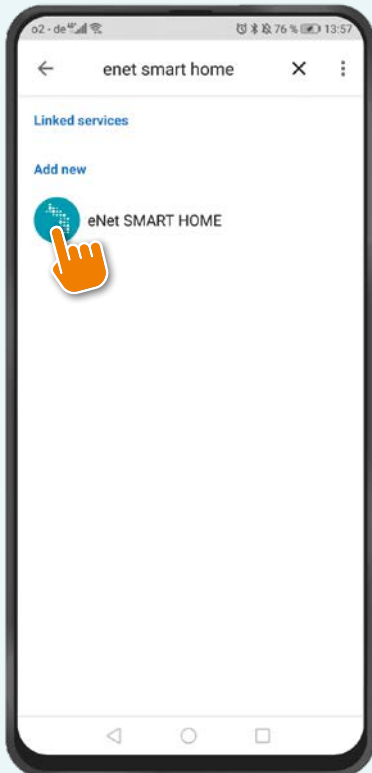 o2 - de 76 % 13:57
enet smart home
Linked services
Add new
eNet SMART HOME